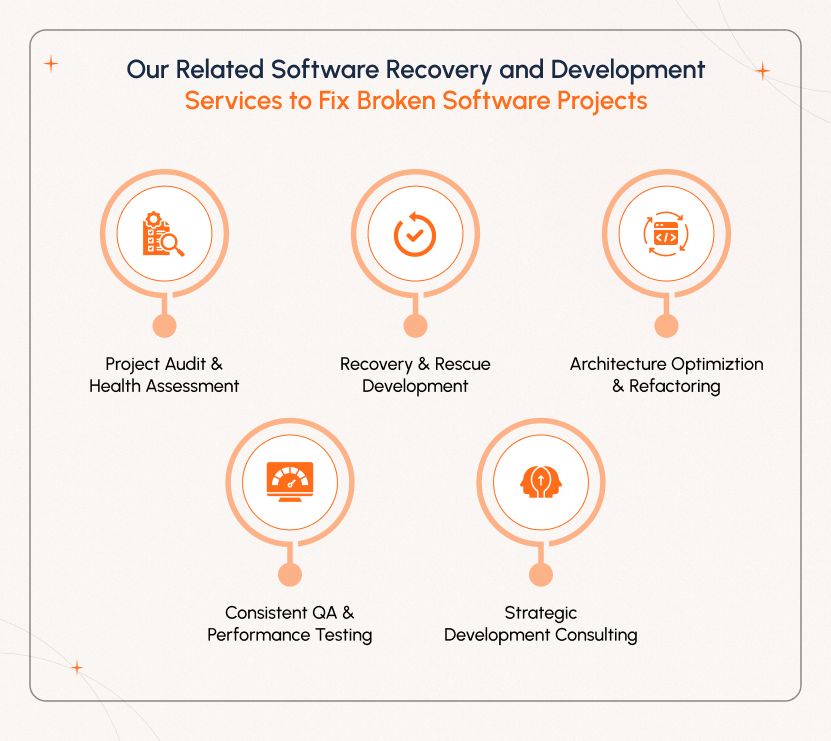 Our Related Software Recovery and Development
Services to Fix Broken Software Projects
Project Audit &
Health Assessment
Recovery & Rescue
Development
Architecture Optimiztion
& Refactoring
Consistent QA &
Performance Testing
Strategic
Development Consulting